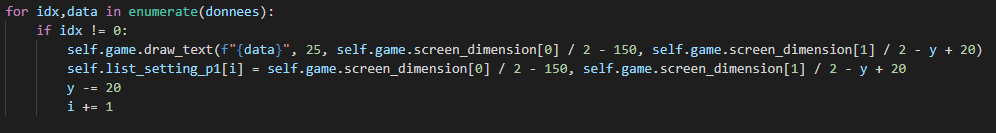 for idx,data in enumerate(donnees):
    if idx != 0:
        self.game.draw_text(f"{data}", 25, self.game.screen_dimension[0] / 2 - 150, self.game.screen_dimension[1] / 2 - y + 20)
        self.list_setting_p1[i] = self.game.screen_dimension[0] / 2 - 150, self.game.screen_dimension[1] / 2 - y + 20
        y -= 20
        i += 1